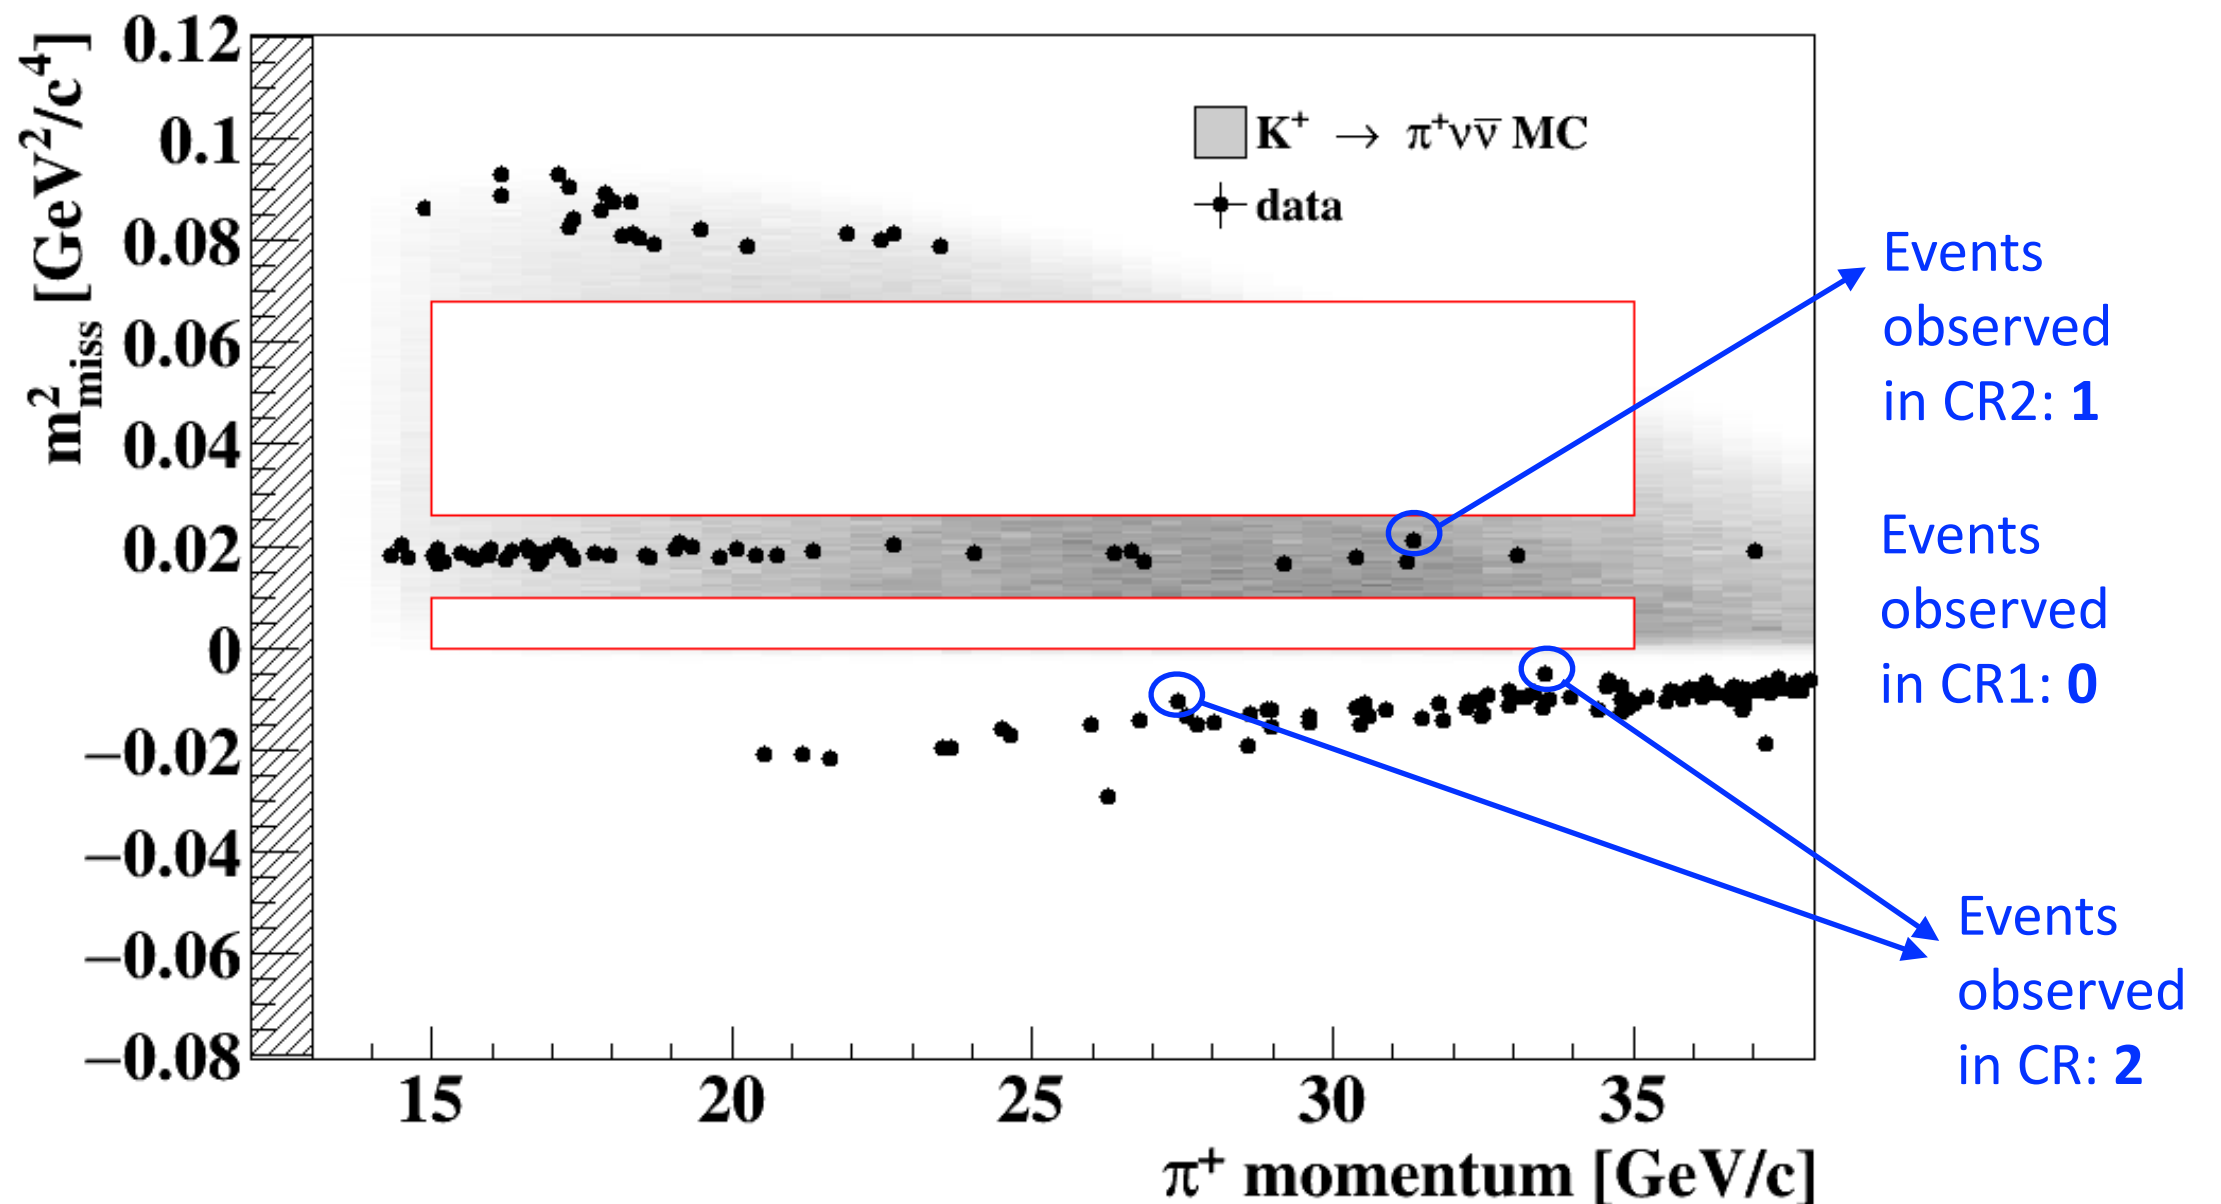 0.12
0.1
0.08
0.06
0.04
0.02
0
−0.02
−0.04
−0.06
−0.08
m²miss [GeV²/c⁴]
K⁺ → π⁺νν̅ MC
data
Events
observed
in CR2: 1
Events
observed
in CR1: 0
Events
observed
in CR: 2
15 20 25 30 35
π⁺ momentum [GeV/c]